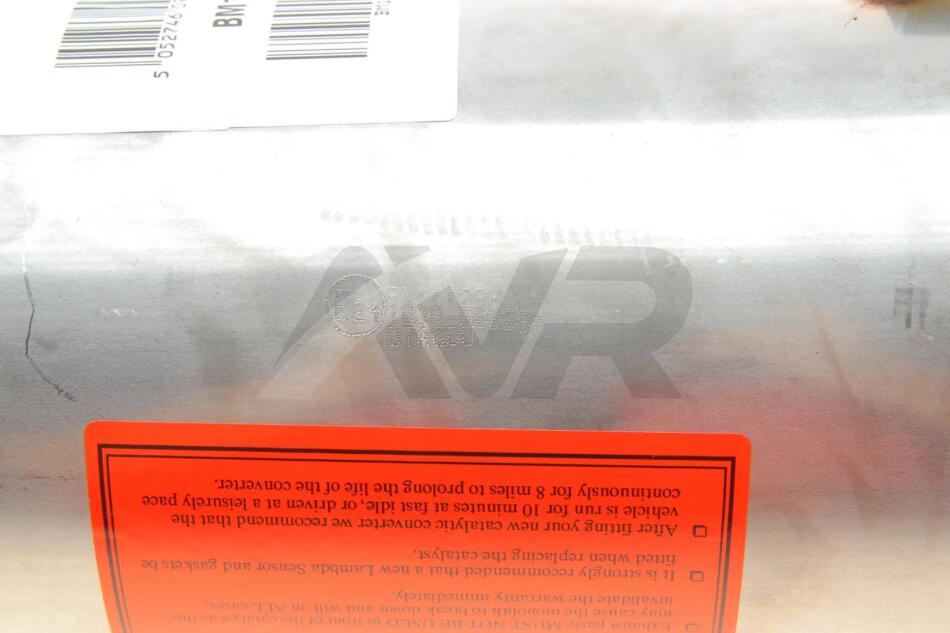 5 052746 0
BM
BM1
AVR
E24
Exhaust paste MUST NOT BE USED in front of the catalyst as this
may cause the monolith to break down and will, in ALL cases,
invalidate the warranty immediately.
It is strongly recommended that a new Lambda Sensor and gaskets be
fitted when replacing the catalyst.
After fitting your new catalytic converter we recommend that the
vehicle is run for 10 minutes at fast idle, or driven at a leisurely pace
continuously for 8 miles to prolong the life of the converter.